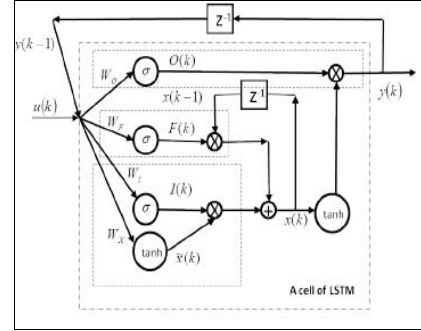 Z⁻¹
y(k−1)
W_O
σ
O(k)
x(k−1)
Z⁻¹
y(k)
u(k)
W_F
σ
F(k)
W_I
σ
I(k)
x(k)
tanh
W_X
tanh
x̃(k)
A cell of LSTM